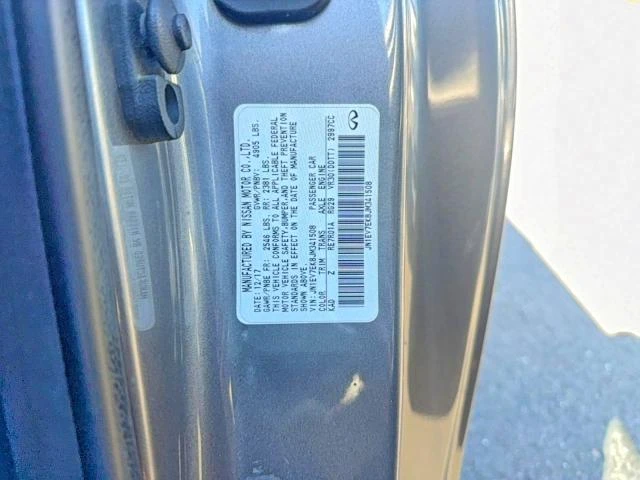 MANUFACTURED BY NISSAN MOTOR CO.,LTD.
DATE: 12/17 GVWR/PNBV: 4905 LBS.
GAWR/PNBE FR: 2546 LBS. RR: 2381 LBS.
THIS VEHICLE CONFORMS TO ALL APPLICABLE FEDERAL
MOTOR VEHICLE SAFETY,BUMPER,AND THEFT PREVENTION
STANDARDS IN EFFECT ON THE DATE OF MANUFACTURE
SHOWN ABOVE.
VIN: JN1EV7EK8JM341508 PASSENGER CAR
COLOR TRIM TRANS AXLE ENGINE
KAD Z RE7R01A RG29 VR30(DDTT) 2997CC
JN1EV7EK8JM341508